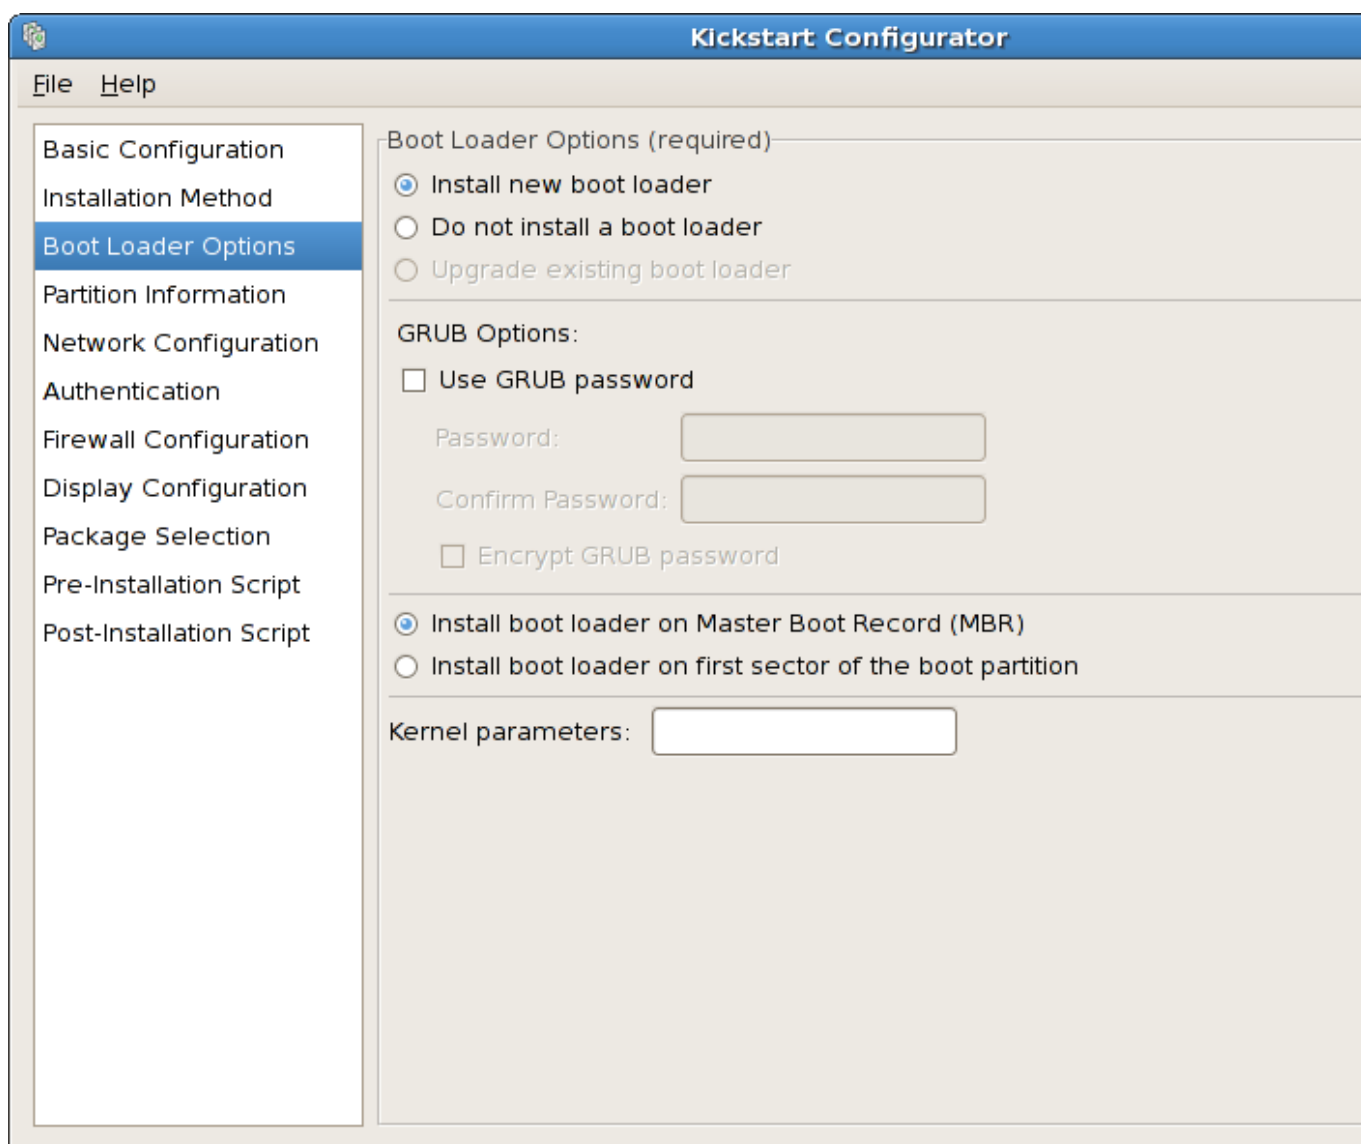 Kickstart Configurator
File Help
Basic Configuration
Installation Method
Boot Loader Options
Partition Information
Network Configuration
Authentication
Firewall Configuration
Display Configuration
Package Selection
Pre-Installation Script
Post-Installation Script
Boot Loader Options (required)
Install new boot loader
Do not install a boot loader
Upgrade existing boot loader
GRUB Options:
Use GRUB password
Password:
Confirm Password:
Encrypt GRUB password
Install boot loader on Master Boot Record (MBR)
Install boot loader on first sector of the boot partition
Kernel parameters: